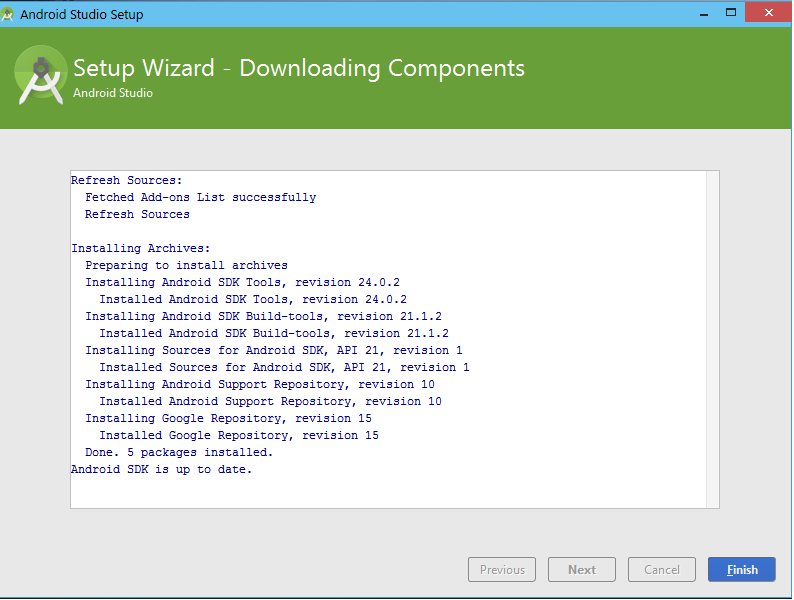 Android Studio Setup
Setup Wizard - Downloading Components
Android Studio
Refresh Sources:
Fetched Add-ons List successfully
Refresh Sources
Installing Archives:
Preparing to install archives
Installing Android SDK Tools, revision 24.0.2
Installed Android SDK Tools, revision 24.0.2
Installing Android SDK Build-tools, revision 21.1.2
Installed Android SDK Build-tools, revision 21.1.2
Installing Sources for Android SDK, API 21, revision 1
Installed Sources for Android SDK, API 21, revision 1
Installing Android Support Repository, revision 10
Installed Android Support Repository, revision 10
Installing Google Repository, revision 15
Installed Google Repository, revision 15
Done. 5 packages installed.
Android SDK is up to date.
Previous Next Cancel Finish